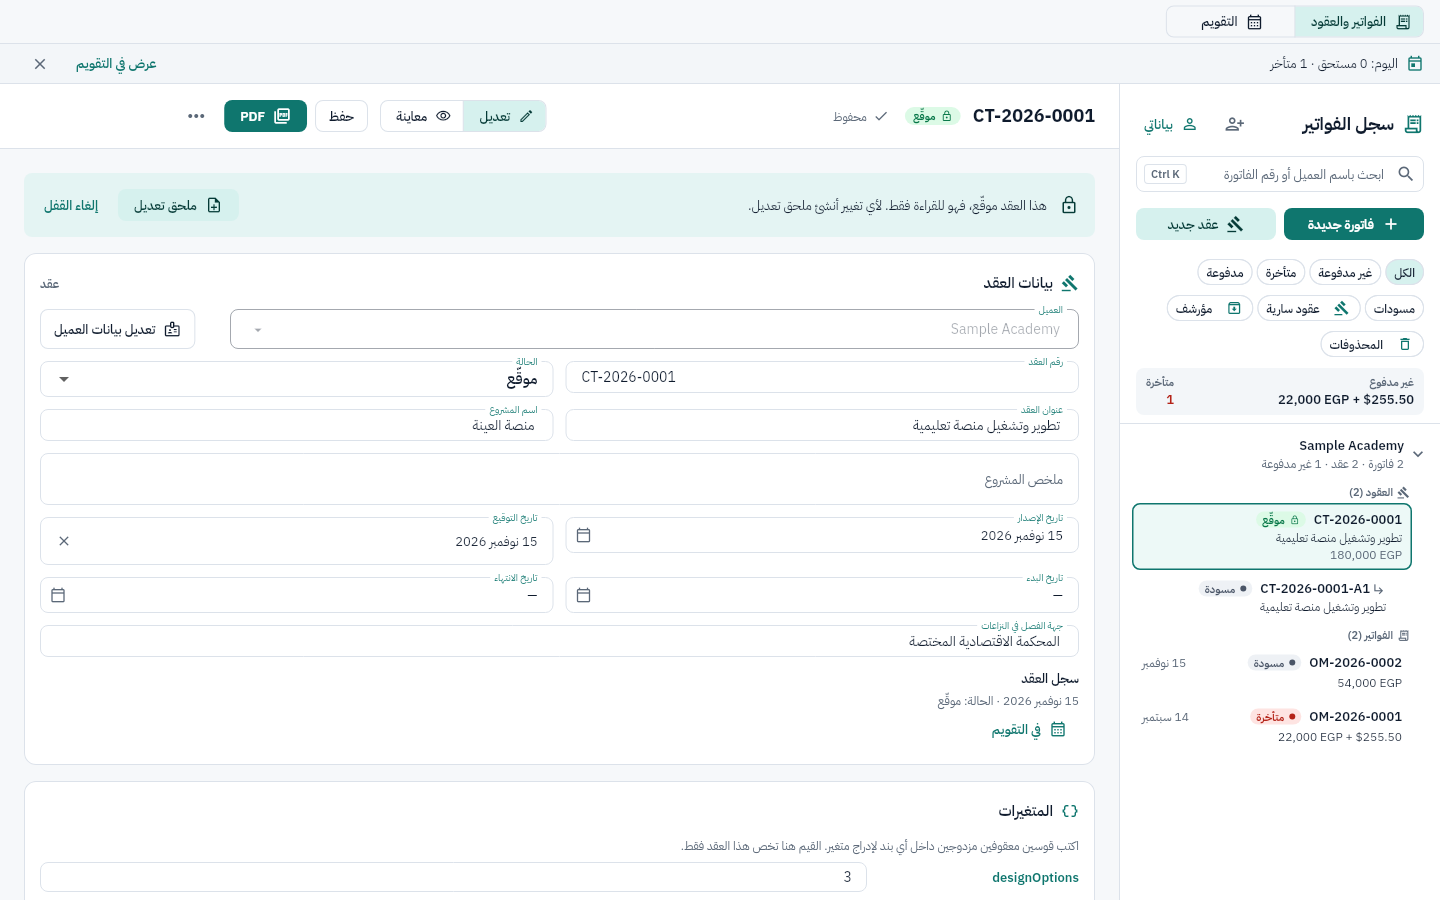 الفواتير والعقود
التقويم
اليوم: 0 مستحق · 1 متأخر
عرض في التقويم
سجل الفواتير
بياناتي
ابحث باسم العميل أو رقم الفاتورة
Ctrl K
فاتورة جديدة
عقد جديد
الكل
غير مدفوعة
متأخرة
مدفوعة
مسودات
عقود سارية
مؤرشف
المحذوفات
غير مدفوع
متأخرة
22,000 EGP + $255.50
1
Sample Academy
2 فاتورة · 2 عقد · 1 غير مدفوعة
العقود (2)
CT-2026-0001
موقّع
تطوير وتشغيل منصة تعليمية
180,000 EGP
CT-2026-0001-A1
مسودة
تطوير وتشغيل منصة تعليمية
الفواتير (2)
OM-2026-0002
مسودة
15 نوفمبر
54,000 EGP
OM-2026-0001
متأخرة
14 سبتمبر
22,000 EGP + $255.50
CT-2026-0001
موقّع
محفوظ
تعديل
معاينة
حفظ
PDF
هذا العقد موقّع، فهو للقراءة فقط. لأي تغيير أنشئ ملحق تعديل.
ملحق تعديل
إلغاء القفل
بيانات العقد
عقد
العميل
Sample Academy
تعديل بيانات العميل
رقم العقد
CT-2026-0001
الحالة
موقّع
عنوان العقد
تطوير وتشغيل منصة تعليمية
اسم المشروع
منصة العينة
ملخص المشروع
تاريخ الإصدار
15 نوفمبر 2026
تاريخ التوقيع
15 نوفمبر 2026
تاريخ البدء
—
تاريخ الانتهاء
—
جهة الفصل في النزاعات
المحكمة الاقتصادية المختصة
سجل العقد
15 نوفمبر 2026 · الحالة: موقّع
في التقويم
المتغيرات
اكتب قوسين معقوفين مزدوجين داخل أي بند لإدراج متغير. القيم هنا تخص هذا العقد فقط.
designOptions
3